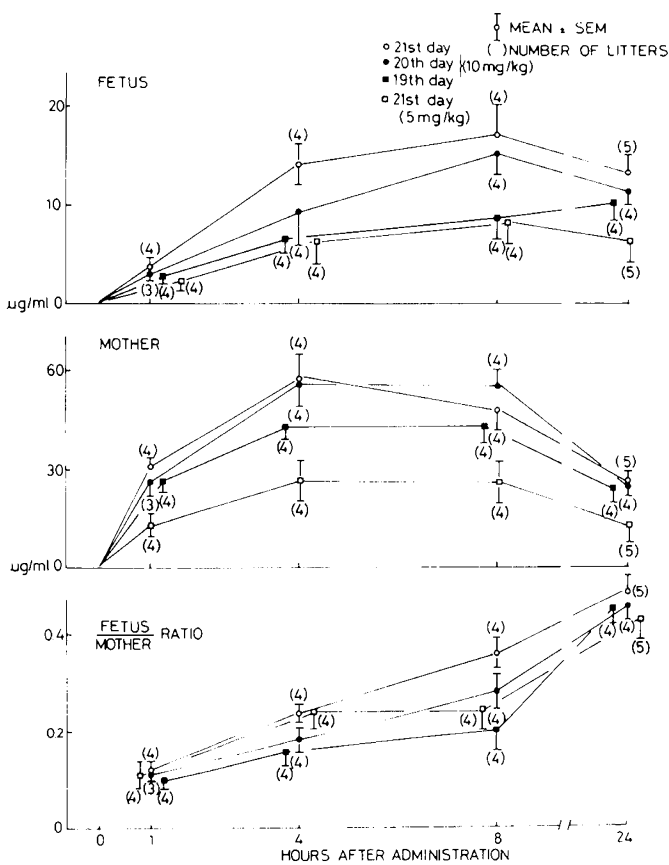 MEAN ± SEM
( ) NUMBER OF LITTERS
21st day
20th day (10 mg/kg)
19th day
21st day
(5 mg/kg)
FETUS
20
10
µg/ml 0
(4) (4) (4) (5)
(3) (4) (4) (4) (4) (4) (4) (4) (5)
MOTHER
60
30
µg/ml 0
(4) (4) (4) (5)
(3) (4) (4) (4) (4) (4) (4) (4) (4) (4) (4) (5)
FETUS
MOTHER RATIO
0.4
0.2
0
(4) (4) (4) (5)
(4) (3) (4) (4) (4) (4) (4) (4) (4) (4) (4) (5)
0 1 4 8 24
HOURS AFTER ADMINISTRATION